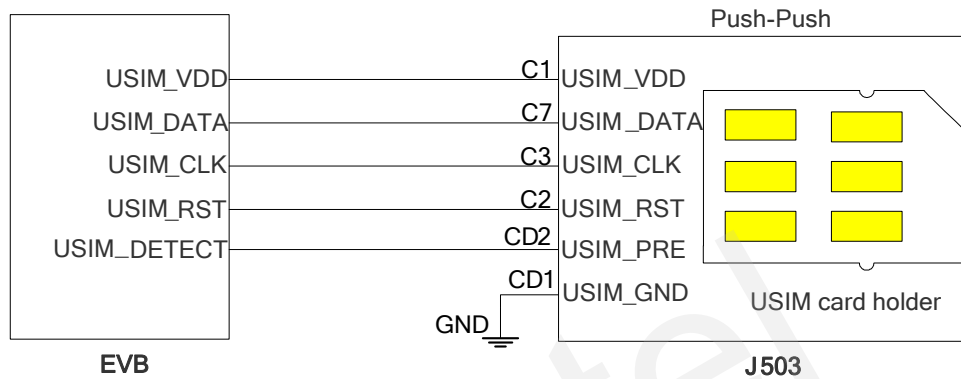 Push-Push
USIM_VDD C1 USIM_VDD
USIM_DATA C7 USIM_DATA
USIM_CLK C3 USIM_CLK
USIM_RST C2 USIM_RST
USIM_DETECT CD2 USIM_PRE
CD1 USIM_GND
USIM card holder
GND
EVB
J503